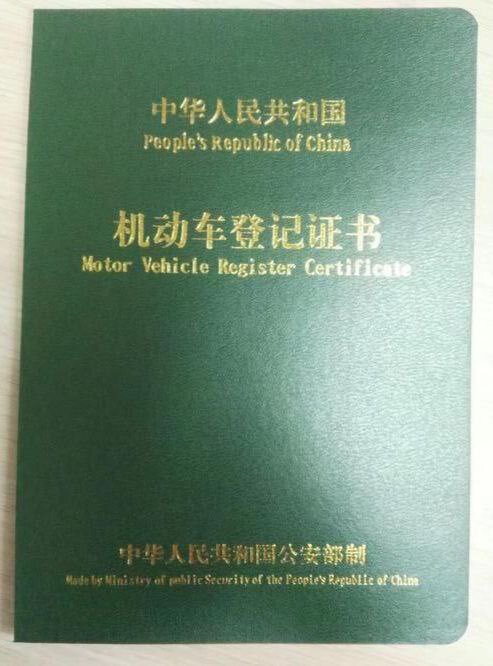 中华人民共和国
People's Republic of China
机动车登记证书
Motor Vehicle Register Certificate
中华人民共和国公安部制
Made by Ministry of public Security of the People's Republic of China